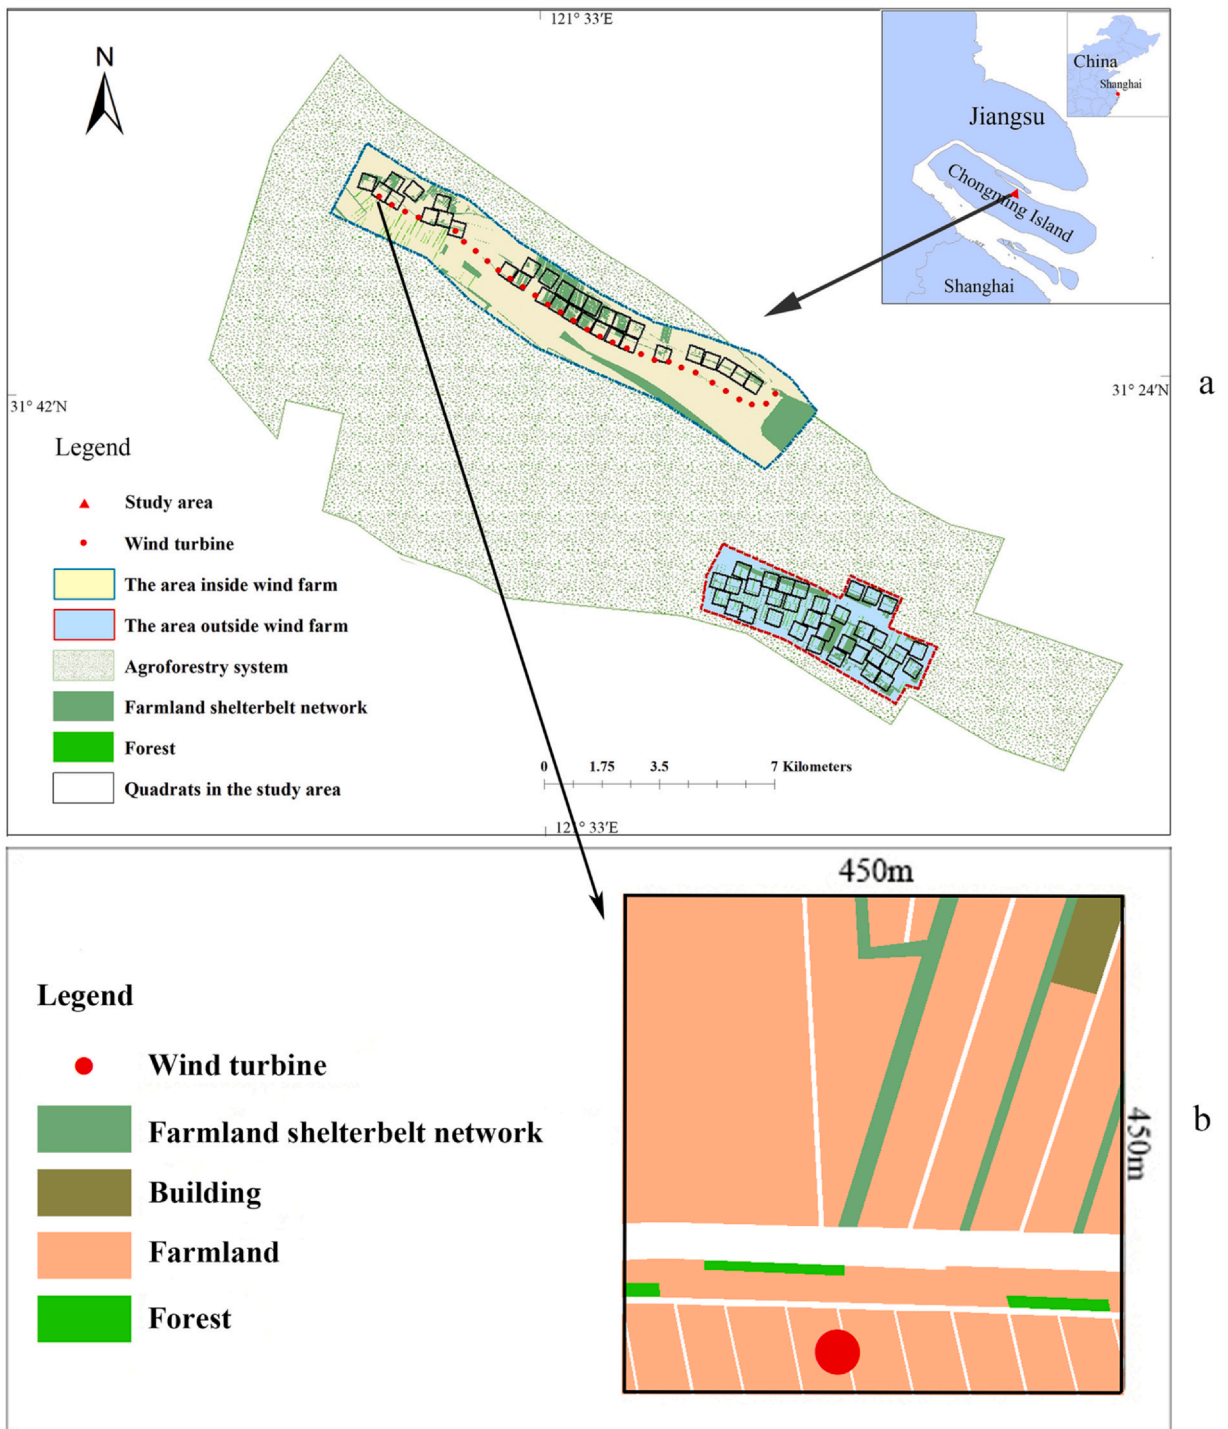 121° 33′E
N
China
Shanghai
Jiangsu
Chongming Island
Shanghai
31° 42′N
31° 24′N
a
Legend
Study area
Wind turbine
The area inside wind farm
The area outside wind farm
Agroforestry system
Farmland shelterbelt network
Forest
Quadrats in the study area
0 1.75 3.5 7 Kilometers
121° 33′E
450m
450m
b
Legend
Wind turbine
Farmland shelterbelt network
Building
Farmland
Forest